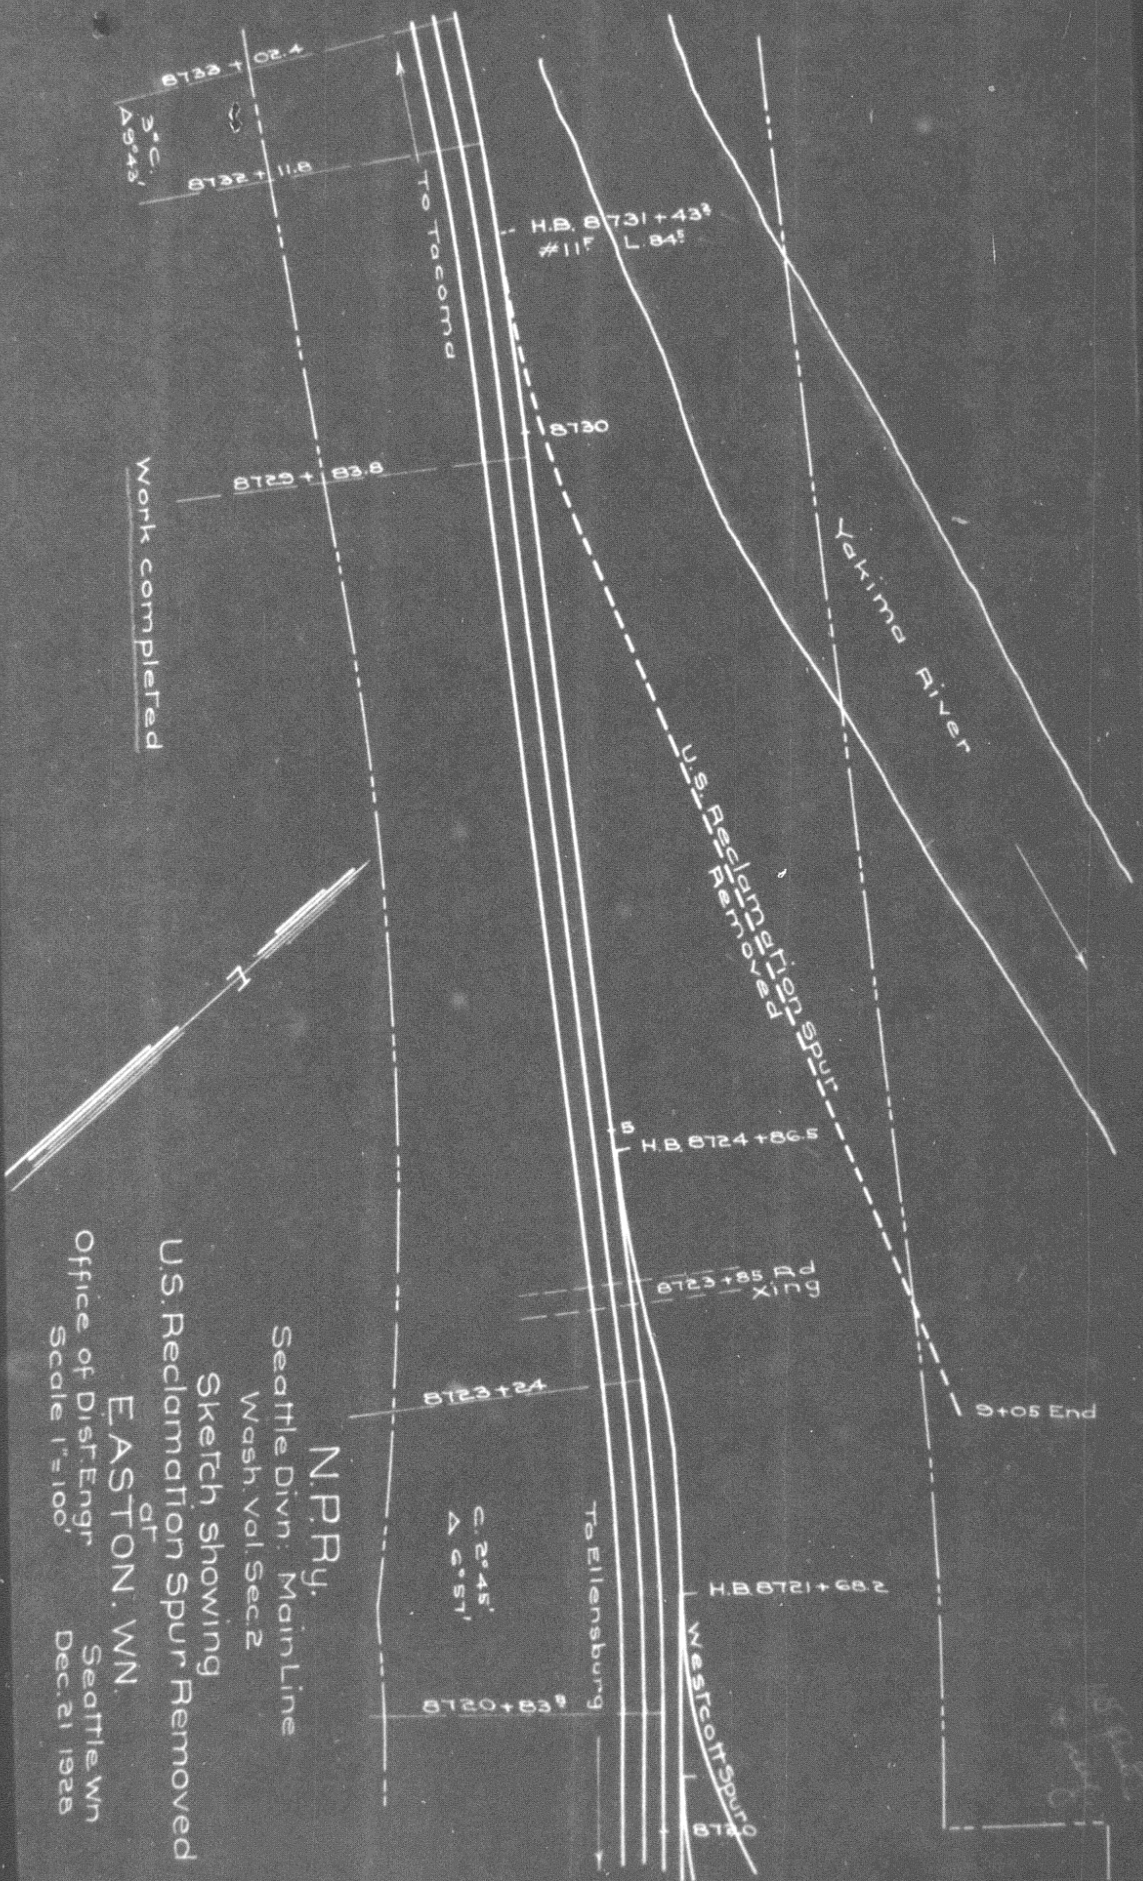 8733 + 02.4
3° C.
Δ 9°43'
8732 + 11.8
To Tacoma
H.B. 8731 + 43³
#11F L. 84⁵
8730
8729 + 83.8
Work completed
Yakima River
U.S. Reclamation Spur
Removed
5
H.B. 8724 + 86.5
8723 + 85 Rd
Xing
8723 + 24
9+05 End
C. 2°45'
Δ 6°57'
To Ellensburg
H.B. 8721 + 68.2
Westcott Spur
8720 + 83⁹
8720
N.P.Ry.
Seattle Divn: Main Line
Wash. Val. Sec. 2
Sketch Showing
U.S. Reclamation Spur Removed
at
EASTON. WN.
Office of Dist. Engr Seattle Wn
Scale 1"=100' Dec. 21 1928